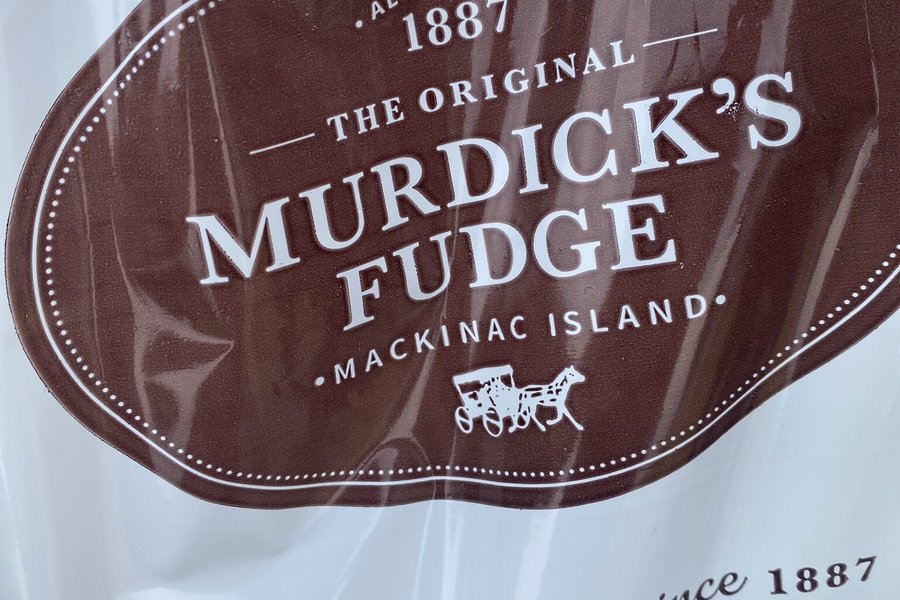 1887
THE ORIGINAL
MURDICK'S
FUDGE
•MACKINAC ISLAND•
1887